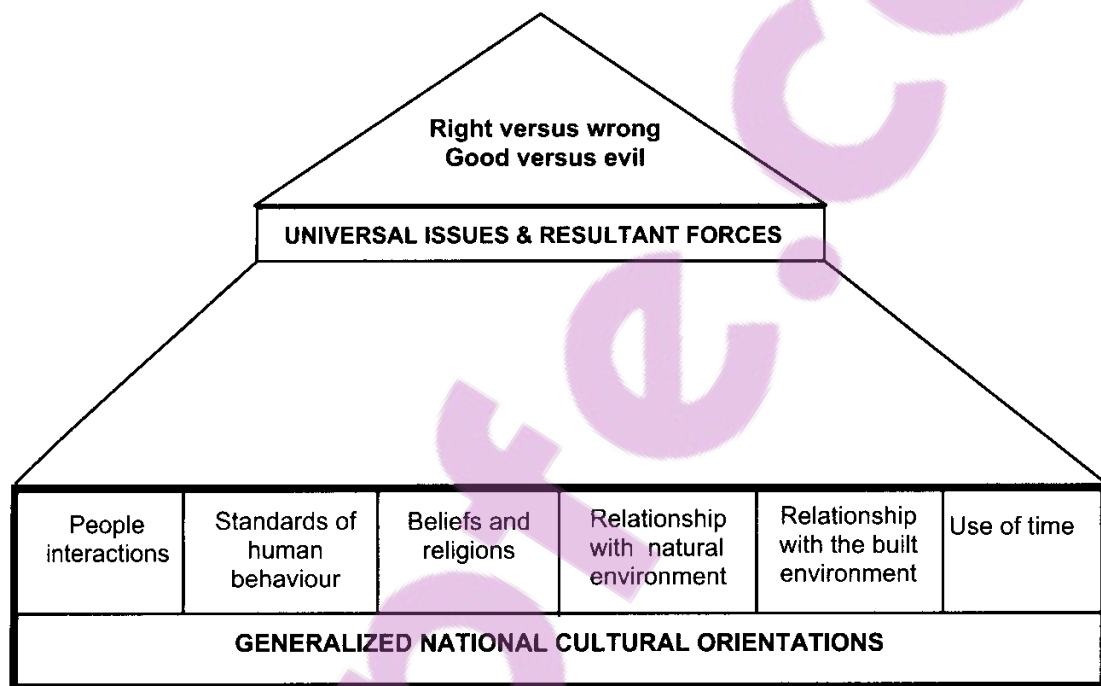 Right versus wrong
Good versus evil
UNIVERSAL ISSUES & RESULTANT FORCES
People
interactions
Standards of
human
behaviour
Beliefs and
religions
Relationship
with natural
environment
Relationship
with the built
environment
Use of time
GENERALIZED NATIONAL CULTURAL ORIENTATIONS